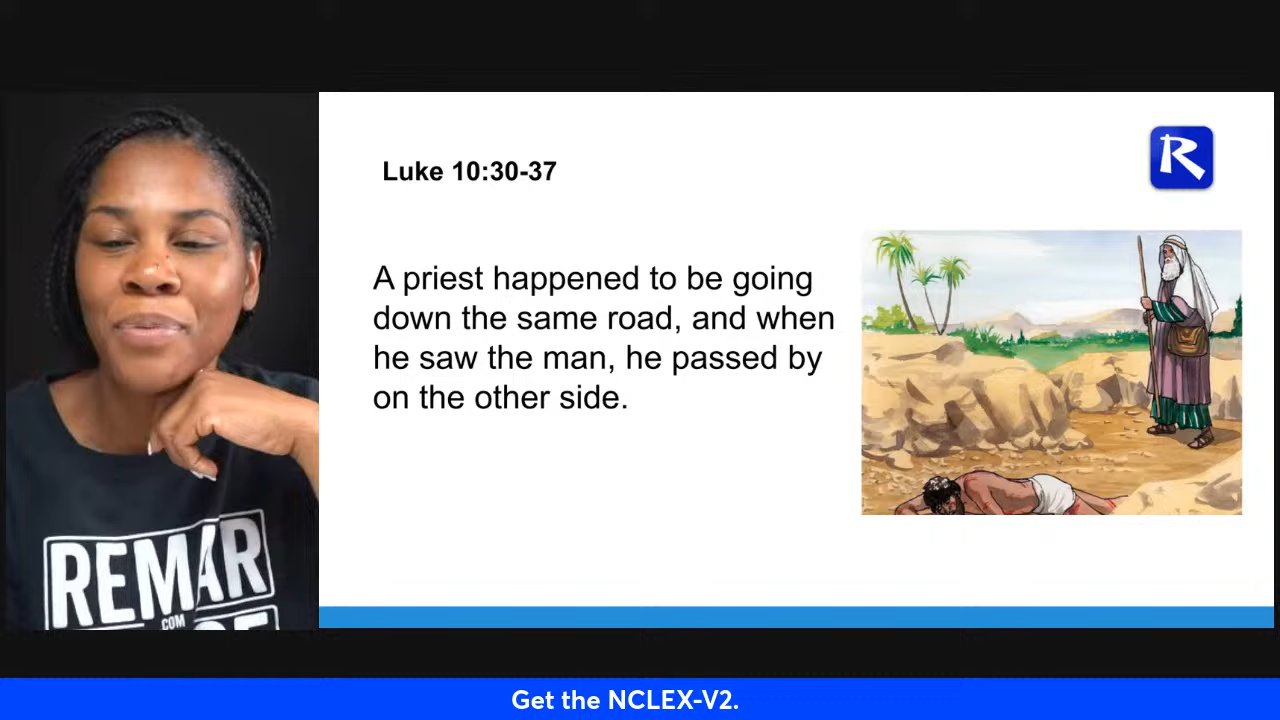 Luke 10:30-37
R
A priest happened to be going
down the same road, and when
he saw the man, he passed by
on the other side.
REMAR
.COM
Get the NCLEX-V2.